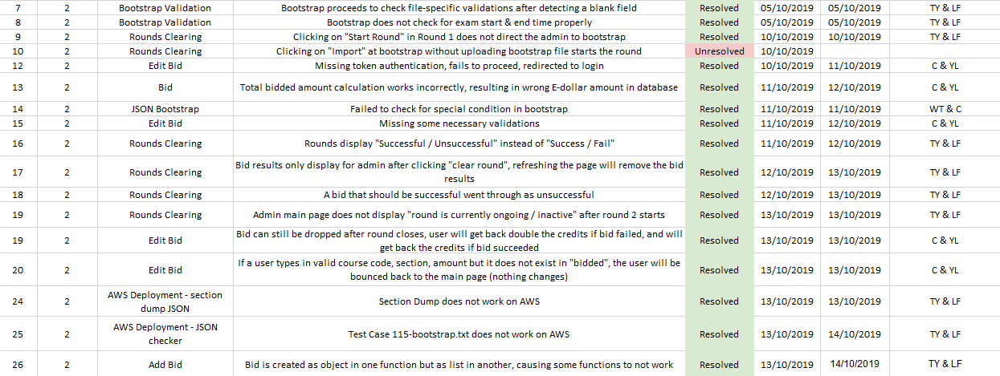 7 2 Bootstrap Validation Bootstrap proceeds to check file-specific validations after detecting a blank field Resolved 05/10/2019 05/10/2019 TY & LF
8 2 Bootstrap Validation Bootstrap does not check for exam start & end time properly Resolved 05/10/2019 05/10/2019 TY & LF
9 2 Rounds Clearing Clicking on "Start Round" in Round 1 does not direct the admin to bootstrap Resolved 10/10/2019 10/10/2019 TY & LF
10 2 Rounds Clearing Clicking on "Import" at bootstrap without uploading bootstrap file starts the round Unresolved 10/10/2019
12 2 Edit Bid Missing token authentication, fails to proceed, redirected to login Resolved 10/10/2019 11/10/2019 C & YL
13 2 Bid Total bidded amount calculation works incorrectly, resulting in wrong E-dollar amount in database Resolved 11/10/2019 12/10/2019 C & YL
14 2 JSON Bootstrap Failed to check for special condition in bootstrap Resolved 11/10/2019 11/10/2019 WT & C
15 2 Edit Bid Missing some necessary validations Resolved 11/10/2019 12/10/2019 C & YL
16 2 Rounds Clearing Rounds display "Successful / Unsuccessful" instead of "Success / Fail" Resolved 11/10/2019 12/10/2019 TY & LF
17 2 Rounds Clearing Bid results only display for admin after clicking "clear round", refreshing the page will remove the bid
results Resolved 12/10/2019 13/10/2019 TY & LF
18 2 Rounds Clearing A bid that should be successful went through as unsuccessful Resolved 12/10/2019 13/10/2019 TY & LF
19 2 Rounds Clearing Admin main page does not display "round is currently ongoing / inactive" after round 2 starts Resolved 13/10/2019 13/10/2019 TY & LF
19 2 Edit Bid Bid can still be dropped after round closes, user will get back double the credits if bid failed, and will
get back the credits if bid succeeded Resolved 13/10/2019 13/10/2019 C & YL
20 2 Edit Bid If a user types in valid course code, section, amount but it does not exist in "bidded", the user will be
bounced back to the main page (nothing changes) Resolved 13/10/2019 13/10/2019 C & YL
24 2 AWS Deployment - section
dump JSON Section Dump does not work on AWS Resolved 13/10/2019 13/10/2019 TY & LF
25 2 AWS Deployment - JSON
checker Test Case 115-bootstrap.txt does not work on AWS Resolved 13/10/2019 14/10/2019 TY & LF
26 2 Add Bid Bid is created as object in one function but as list in another, causing some functions to not work Resolved 13/10/2019 14/10/2019 TY & LF